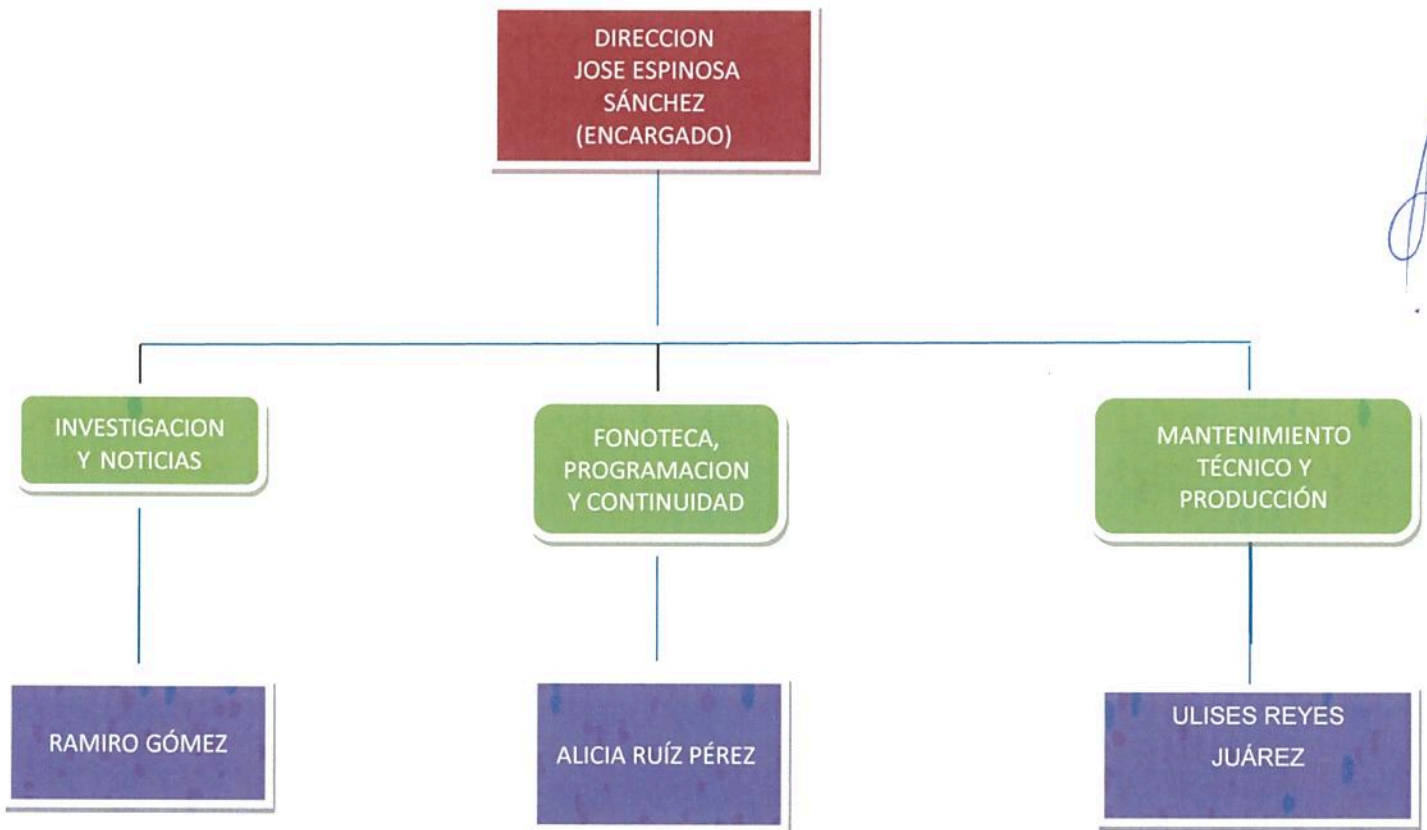 DIRECCION
JOSE ESPINOSA
SÁNCHEZ
(ENCARGADO)
INVESTIGACION
Y NOTICIAS
FONOTECA,
PROGRAMACION
Y CONTINUIDAD
MANTENIMIENTO
TÉCNICO Y
PRODUCCIÓN
RAMIRO GÓMEZ
ALICIA RUÍZ PÉREZ
ULISES REYES
JUÁREZ